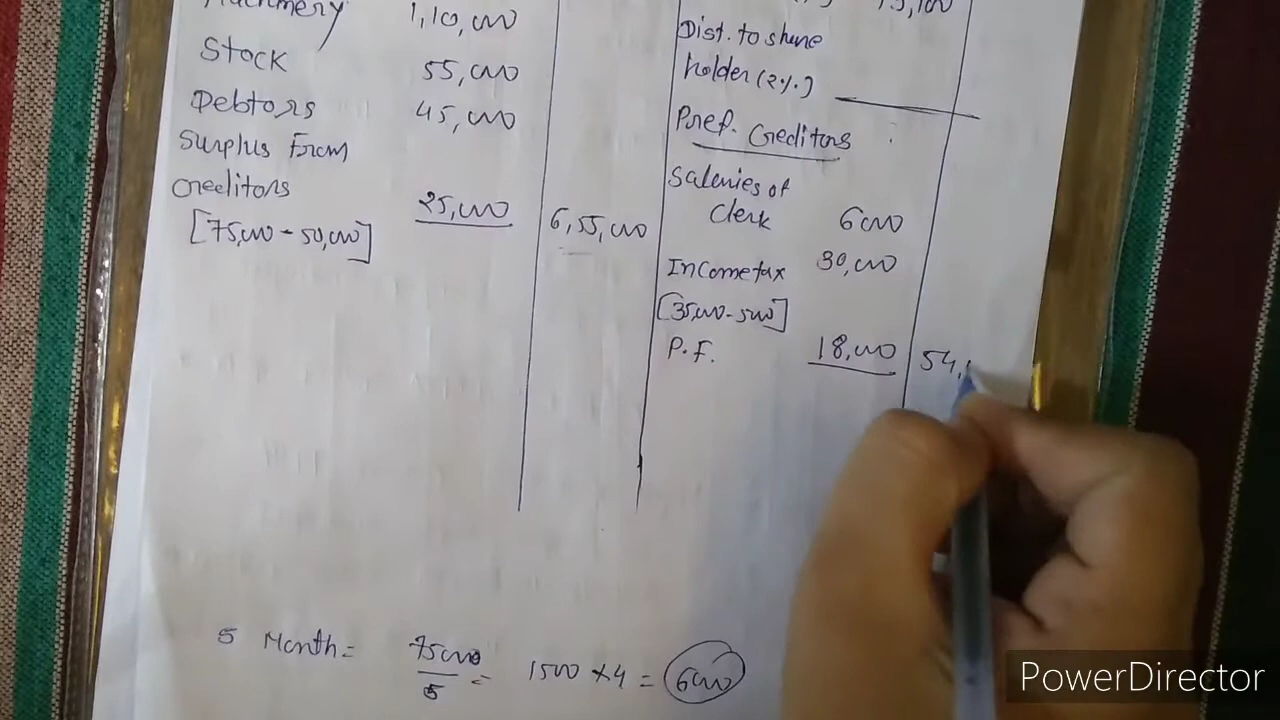 Machinery 1,10,000
Stock 55,000
Debtors 45,000
Surplus From
Creditors 25,000 6,55,000
[75,000 - 50,000]
Dist. to share
holder (2%)
Pref. Creditors
Salaries of
Clerk 6000
Incometax 30,000
[35,000 - 5000]
P.F. 18,000 54,
5 Month = 7500 / 5 = 1500 × 4 = 6000
PowerDirector